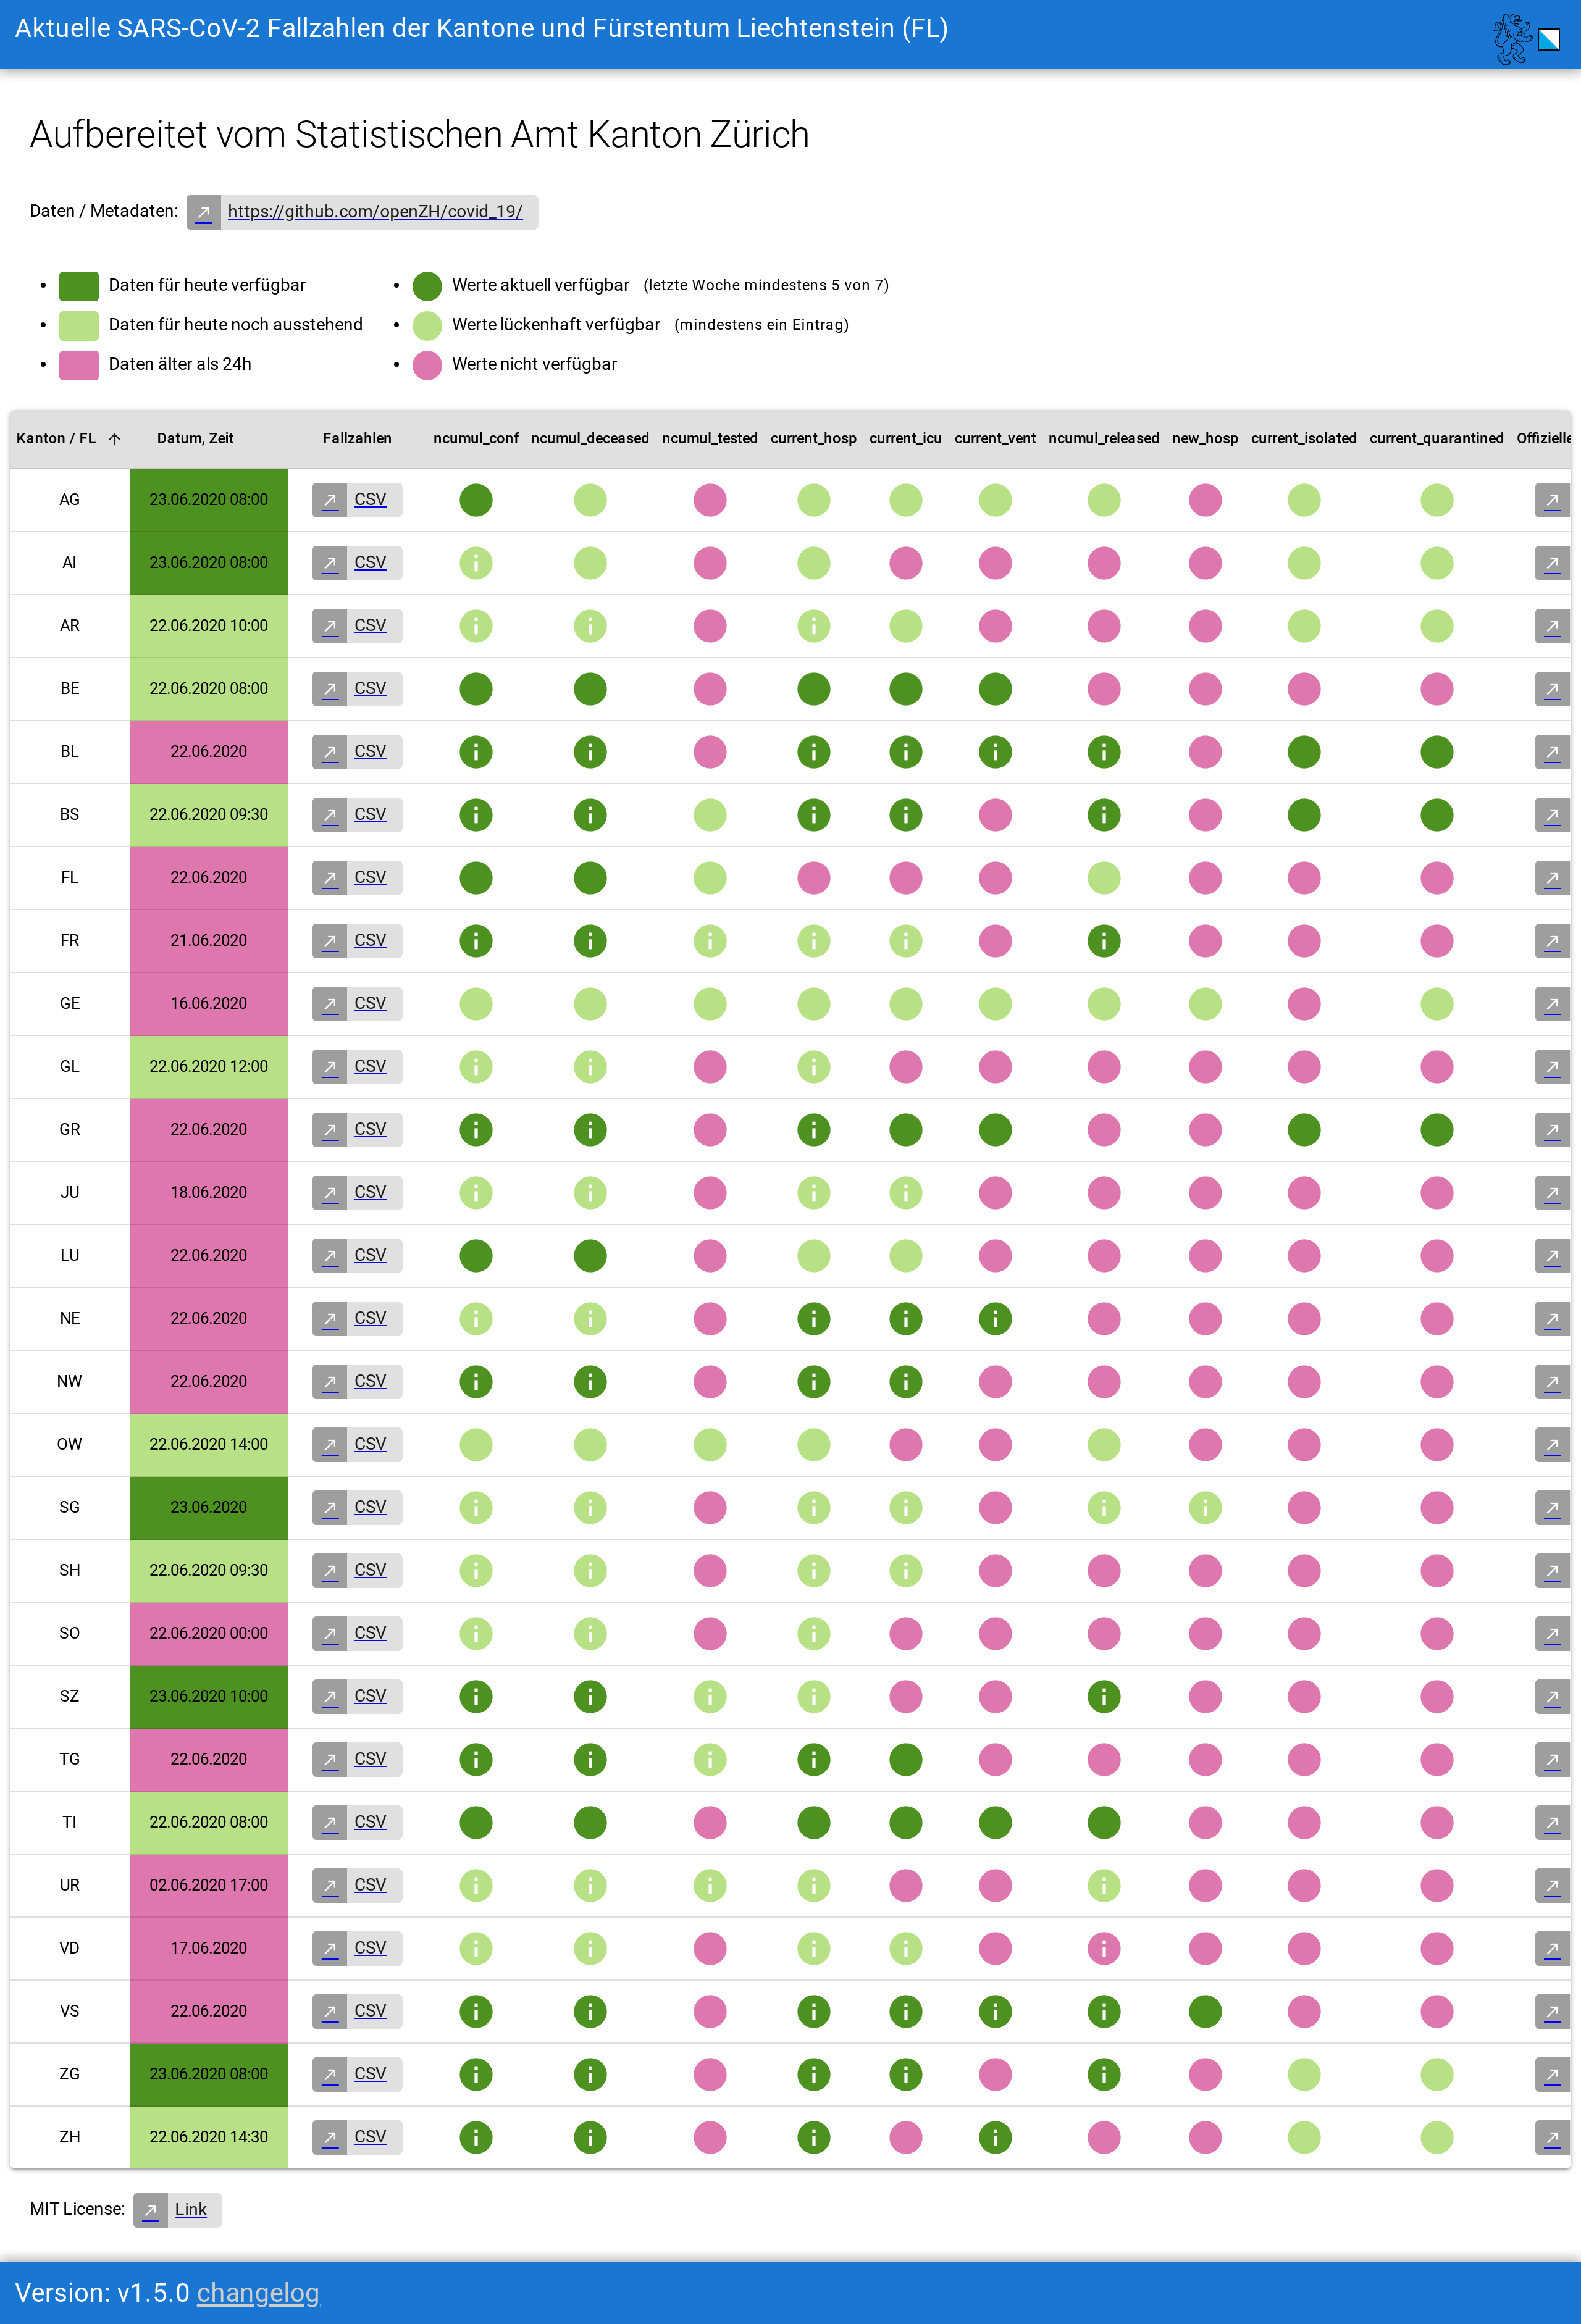 Aktuelle SARS-CoV-2 Fallzahlen der Kantone und Fürstentum Liechtenstein (FL)
Aufbereitet vom Statistischen Amt Kanton Zürich
Daten / Metadaten: https://github.com/openZH/covid_19/
Daten für heute verfügbar
Daten für heute noch ausstehend
Daten älter als 24h
Werte aktuell verfügbar (letzte Woche mindestens 5 von 7)
Werte lückenhaft verfügbar (mindestens ein Eintrag)
Werte nicht verfügbar
Kanton / FL Datum, Zeit Fallzahlen ncumul_conf ncumul_deceased ncumul_tested current_hosp current_icu current_vent ncumul_released new_hosp current_isolated current_quarantined Offizielle
AG 23.06.2020 08:00 CSV
AI 23.06.2020 08:00 CSV
AR 22.06.2020 10:00 CSV
BE 22.06.2020 08:00 CSV
BL 22.06.2020 CSV
BS 22.06.2020 09:30 CSV
FL 22.06.2020 CSV
FR 21.06.2020 CSV
GE 16.06.2020 CSV
GL 22.06.2020 12:00 CSV
GR 22.06.2020 CSV
JU 18.06.2020 CSV
LU 22.06.2020 CSV
NE 22.06.2020 CSV
NW 22.06.2020 CSV
OW 22.06.2020 14:00 CSV
SG 23.06.2020 CSV
SH 22.06.2020 09:30 CSV
SO 22.06.2020 00:00 CSV
SZ 23.06.2020 10:00 CSV
TG 22.06.2020 CSV
TI 22.06.2020 08:00 CSV
UR 02.06.2020 17:00 CSV
VD 17.06.2020 CSV
VS 22.06.2020 CSV
ZG 23.06.2020 08:00 CSV
ZH 22.06.2020 14:30 CSV
MIT License: Link
Version: v1.5.0 changelog